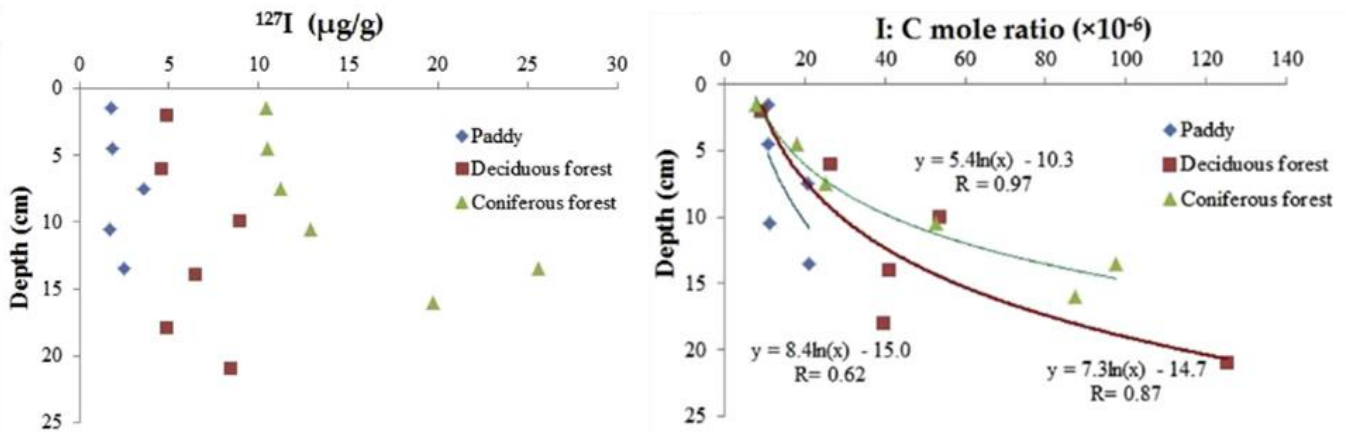 ¹²⁷I (µg/g)
0 5 10 15 20 25 30
0
5
10
15
20
25
Depth (cm)
Paddy
Deciduous forest
Coniferous forest
I: C mole ratio (×10⁻⁶)
0 20 40 60 80 100 120 140
0
5
10
15
20
25
Depth (cm)
Paddy
Deciduous forest
Coniferous forest
y = 5.4ln(x) - 10.3
R = 0.97
y = 8.4ln(x) - 15.0
R= 0.62
y = 7.3ln(x) - 14.7
R= 0.87